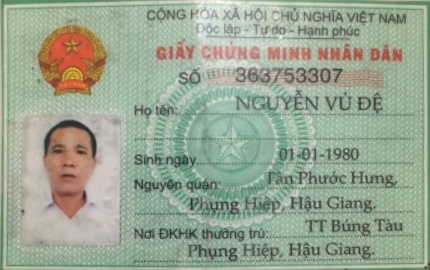 CỘNG HÒA XÃ HỘI CHỦ NGHĨA VIỆT NAM
Độc lập - Tự do - Hạnh phúc
GIẤY CHỨNG MINH NHÂN DÂN
SỐ 363753307
Họ tên: NGUYỄN VỦ ĐỆ
Sinh ngày 01-01-1980
Nguyên quán: Tân Phước Hưng,
Phụng Hiệp, Hậu Giang.
Nơi ĐKHK thường trú: TT Búng Tàu
Phụng Hiệp, Hậu Giang.